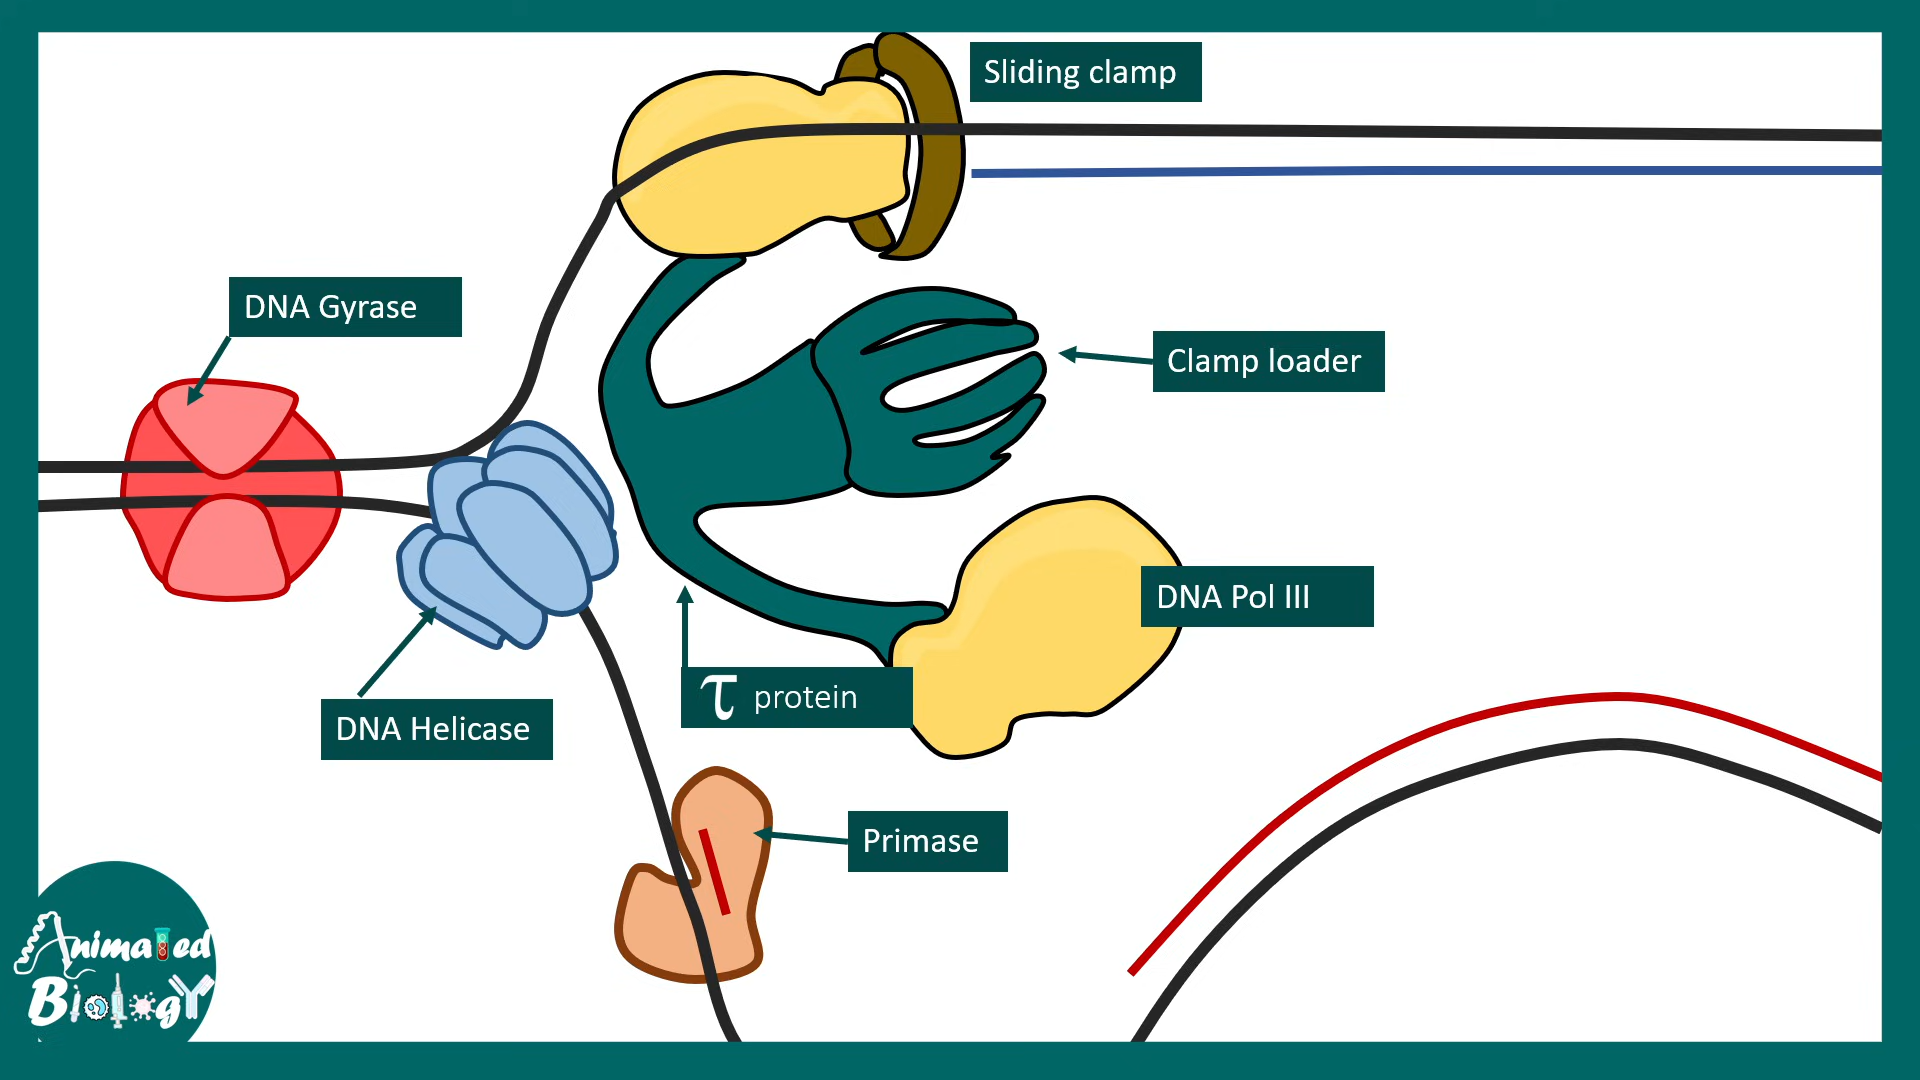 Sliding clamp
DNA Gyrase
Clamp loader
DNA Pol III
τ protein
DNA Helicase
Primase
Animated
Biology